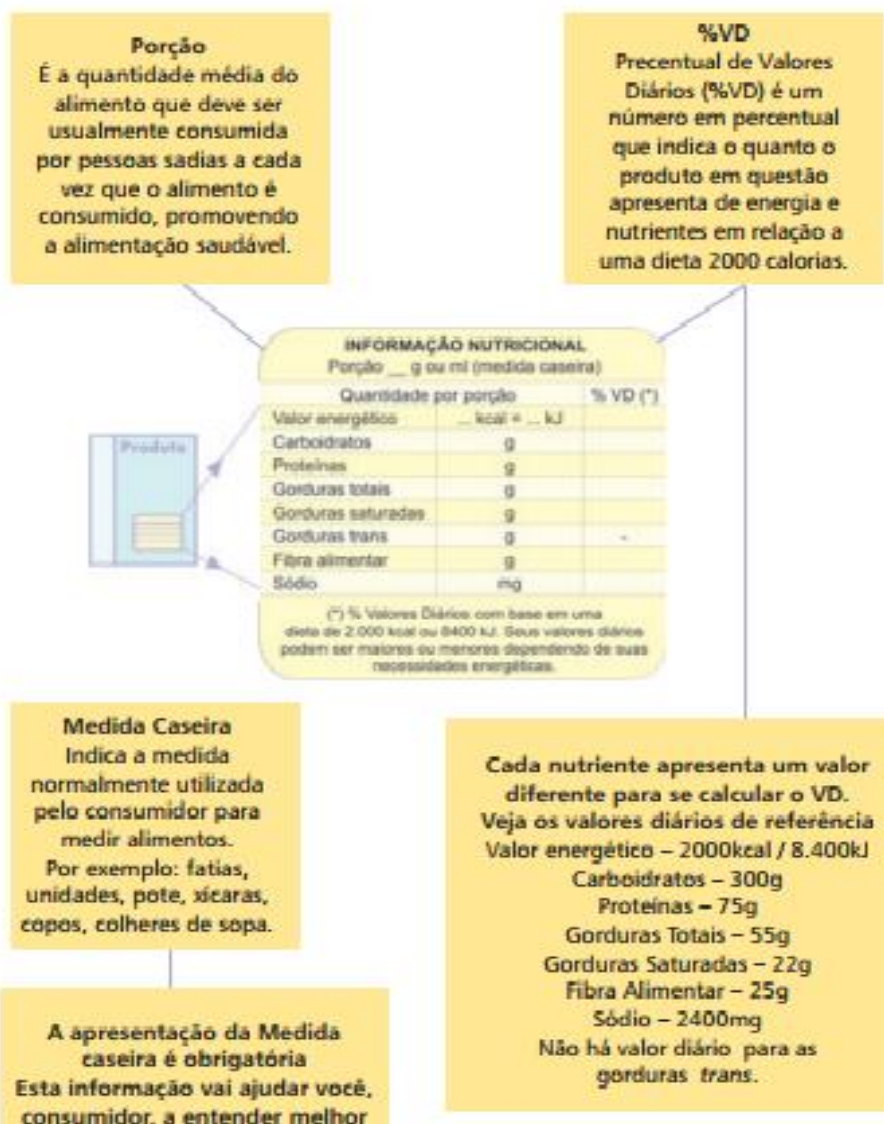 Porção
É a quantidade média do
alimento que deve ser
usualmente consumida
por pessoas sadias a cada
vez que o alimento é
consumido, promovendo
a alimentação saudável.
%VD
Precentual de Valores
Diários (%VD) é um
número em percentual
que indica o quanto o
produto em questão
apresenta de energia e
nutrientes em relação a
uma dieta 2000 calorias.
INFORMAÇÃO NUTRICIONAL
Porção __ g ou ml (medida caseira)
Quantidade por porção % VD (*)
Valor energético ... kcal = ... kJ
Carboidratos g
Proteínas g
Gorduras totais g
Gorduras saturadas g
Gorduras trans g -
Fibra alimentar g
Sódio mg
(*) % Valores Diários com base em uma
dieta de 2.000 kcal ou 8400 kJ. Seus valores diários
podem ser maiores ou menores dependendo de suas
necessidades energéticas.
Produto
Medida Caseira
Indica a medida
normalmente utilizada
pelo consumidor para
medir alimentos.
Por exemplo: fatias,
unidades, pote, xícaras,
copos, colheres de sopa.
A apresentação da Medida
caseira é obrigatória
Esta informação vai ajudar você,
consumidor, a entender melhor
Cada nutriente apresenta um valor
diferente para se calcular o VD.
Veja os valores diários de referência
Valor energético – 2000kcal / 8.400kJ
Carboidratos – 300g
Proteínas – 75g
Gorduras Totais – 55g
Gorduras Saturadas – 22g
Fibra Alimentar – 25g
Sódio – 2400mg
Não há valor diário para as
gorduras trans.